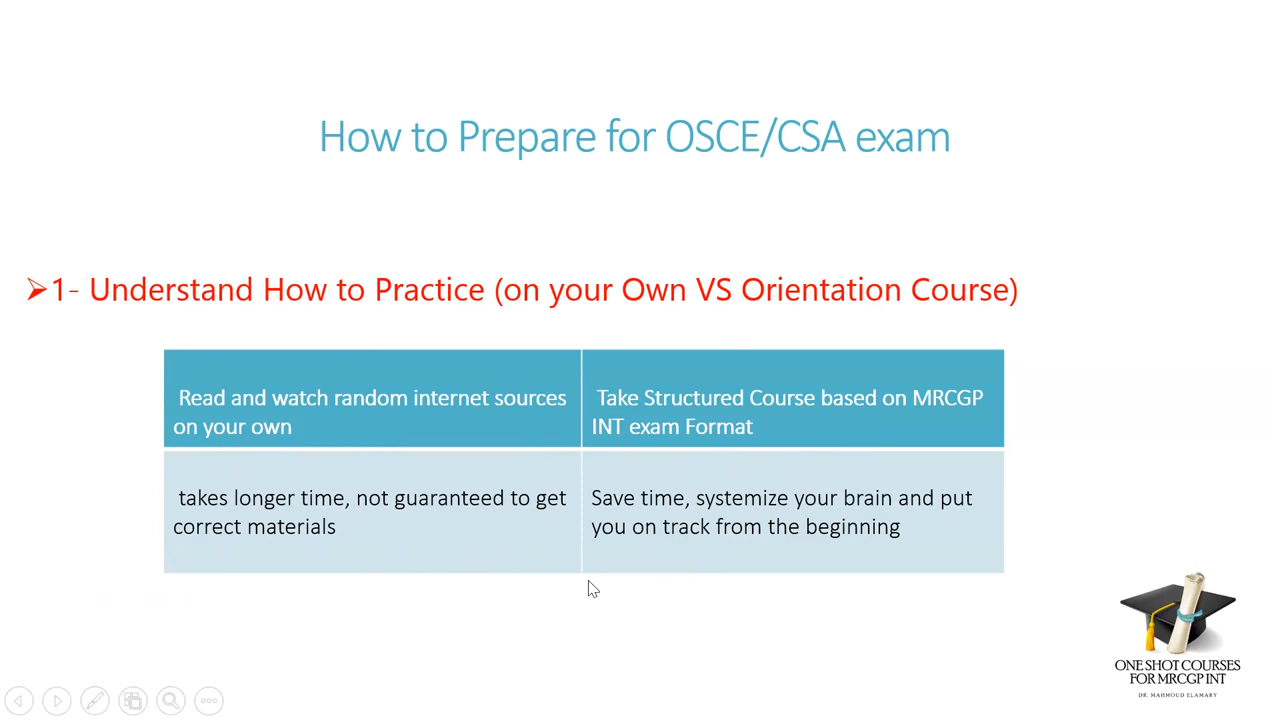 How to Prepare for OSCE/CSA exam
➢1- Understand How to Practice (on your Own VS Orientation Course)
Read and watch random internet sources
on your own
Take Structured Course based on MRCGP
INT exam Format
takes longer time, not guaranteed to get
correct materials
Save time, systemize your brain and put
you on track from the beginning
ONE SHOT COURSES
FOR MRCGP INT
DR. MAHMOUD ELAMARY